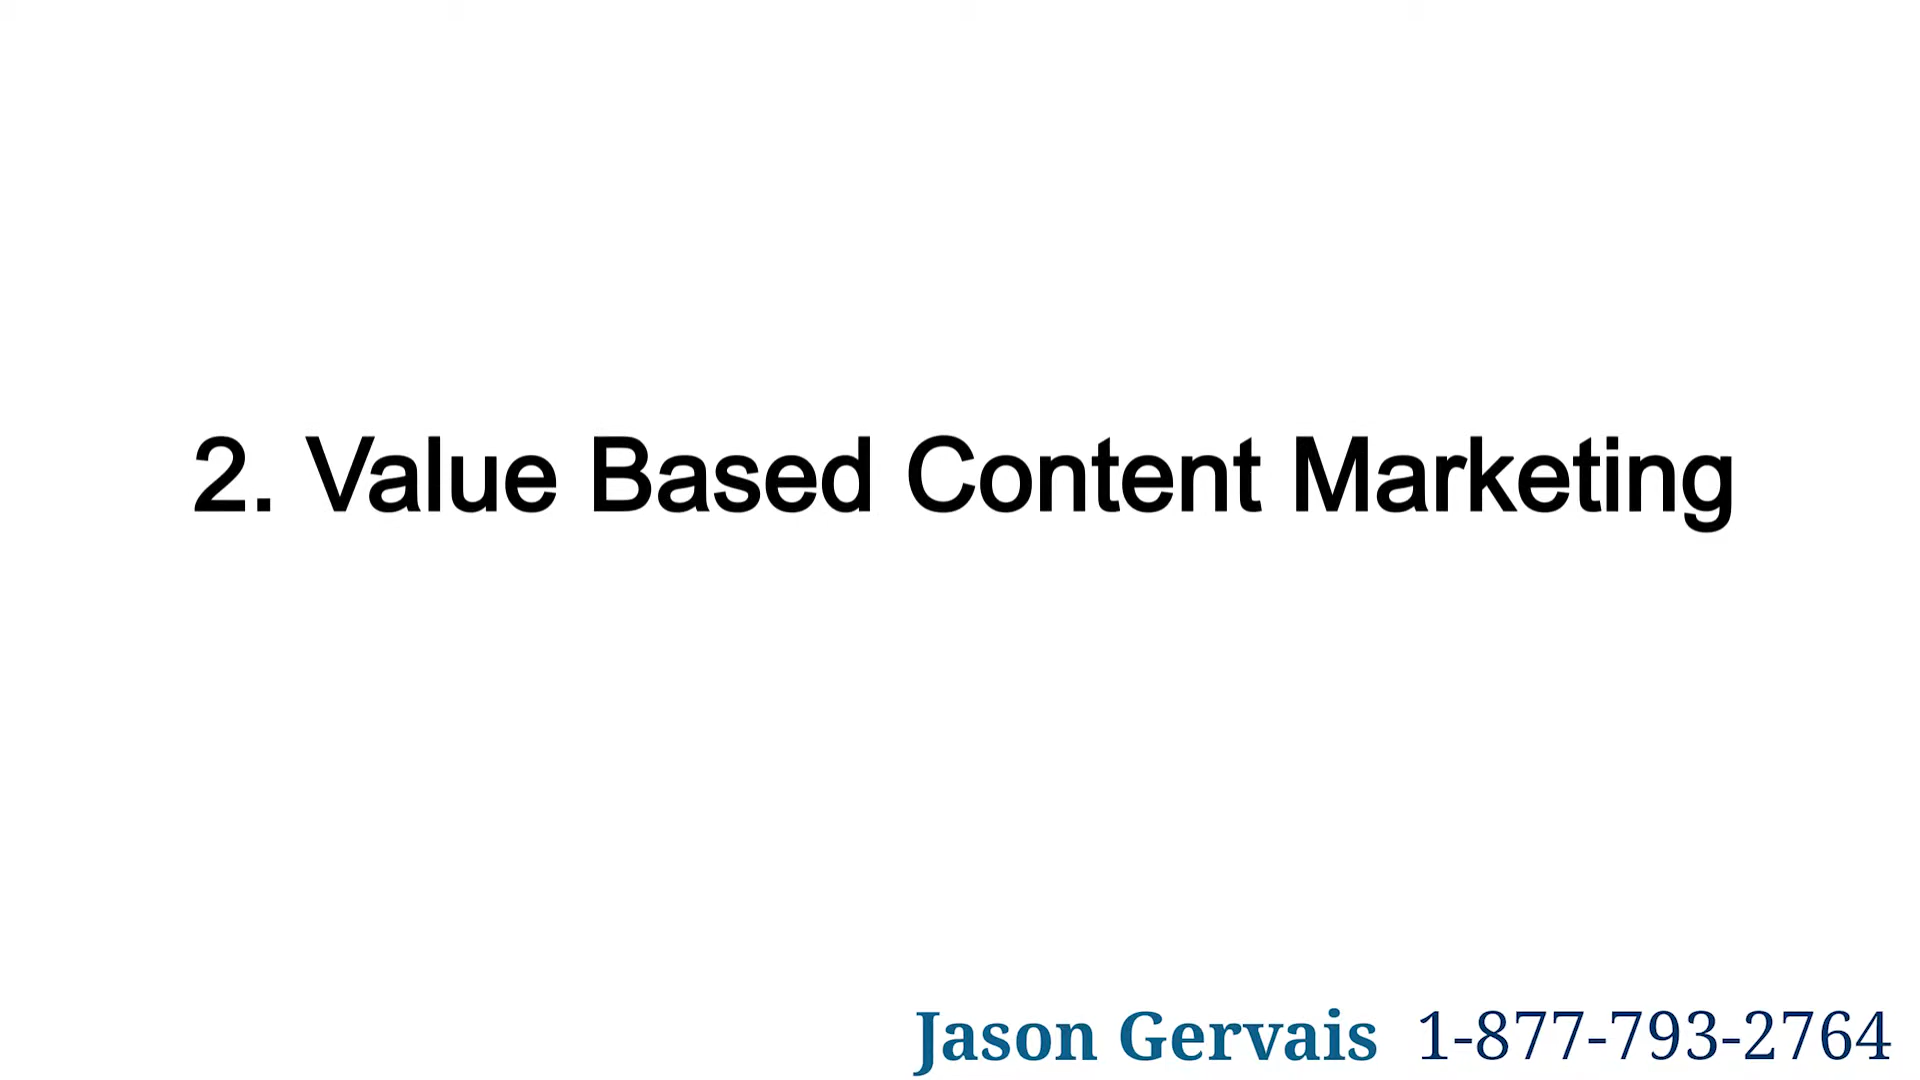 2. Value Based Content Marketing
Jason Gervais 1-877-793-2764